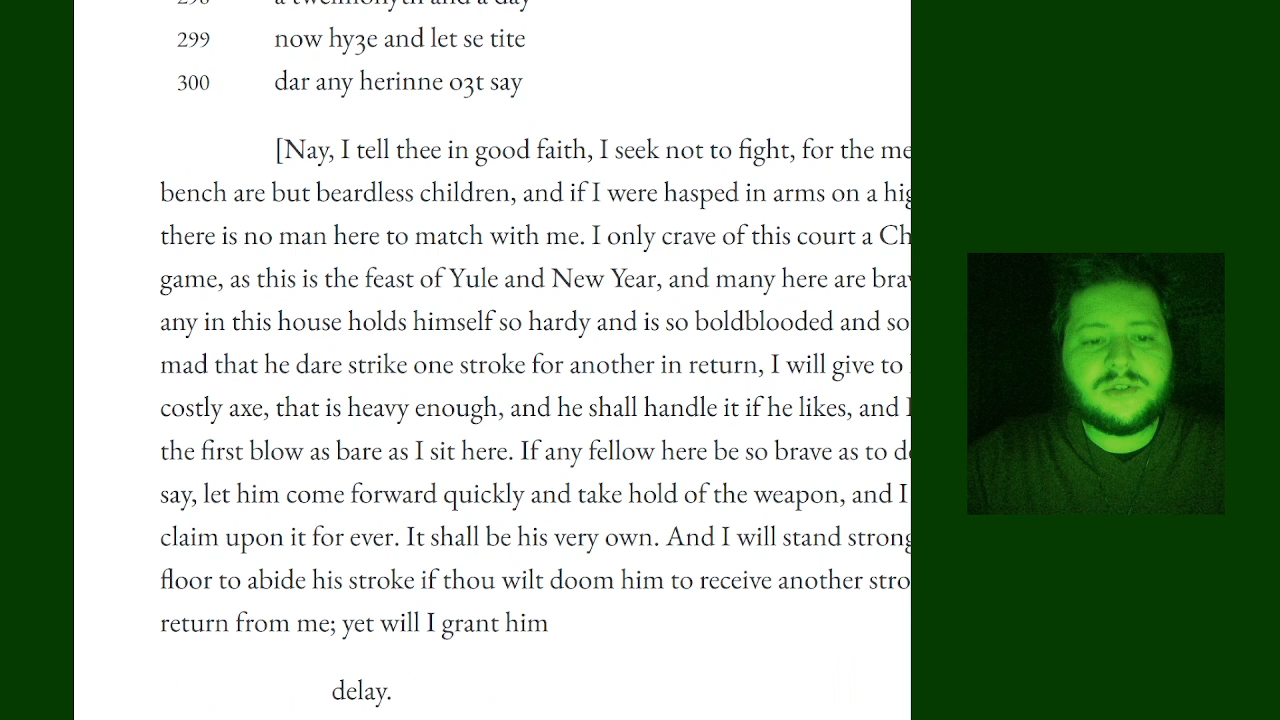 299 now hyȝe and let se tite
300 dar any herinne oȝt say
[Nay, I tell thee in good faith, I seek not to fight, for the
bench are but beardless children, and if I were hasped in arms on a
there is no man here to match with me. I only crave of this court a
game, as this is the feast of Yule and New Year, and many here are
any in this house holds himself so hardy and is so boldblooded and so
mad that he dare strike one stroke for another in return, I will give to
costly axe, that is heavy enough, and he shall handle it if he likes, and
the first blow as bare as I sit here. If any fellow here be so brave as to
say, let him come forward quickly and take hold of the weapon, and I
claim upon it for ever. It shall be his very own. And I will stand
floor to abide his stroke if thou wilt doom him to receive another
return from me; yet will I grant him
delay.